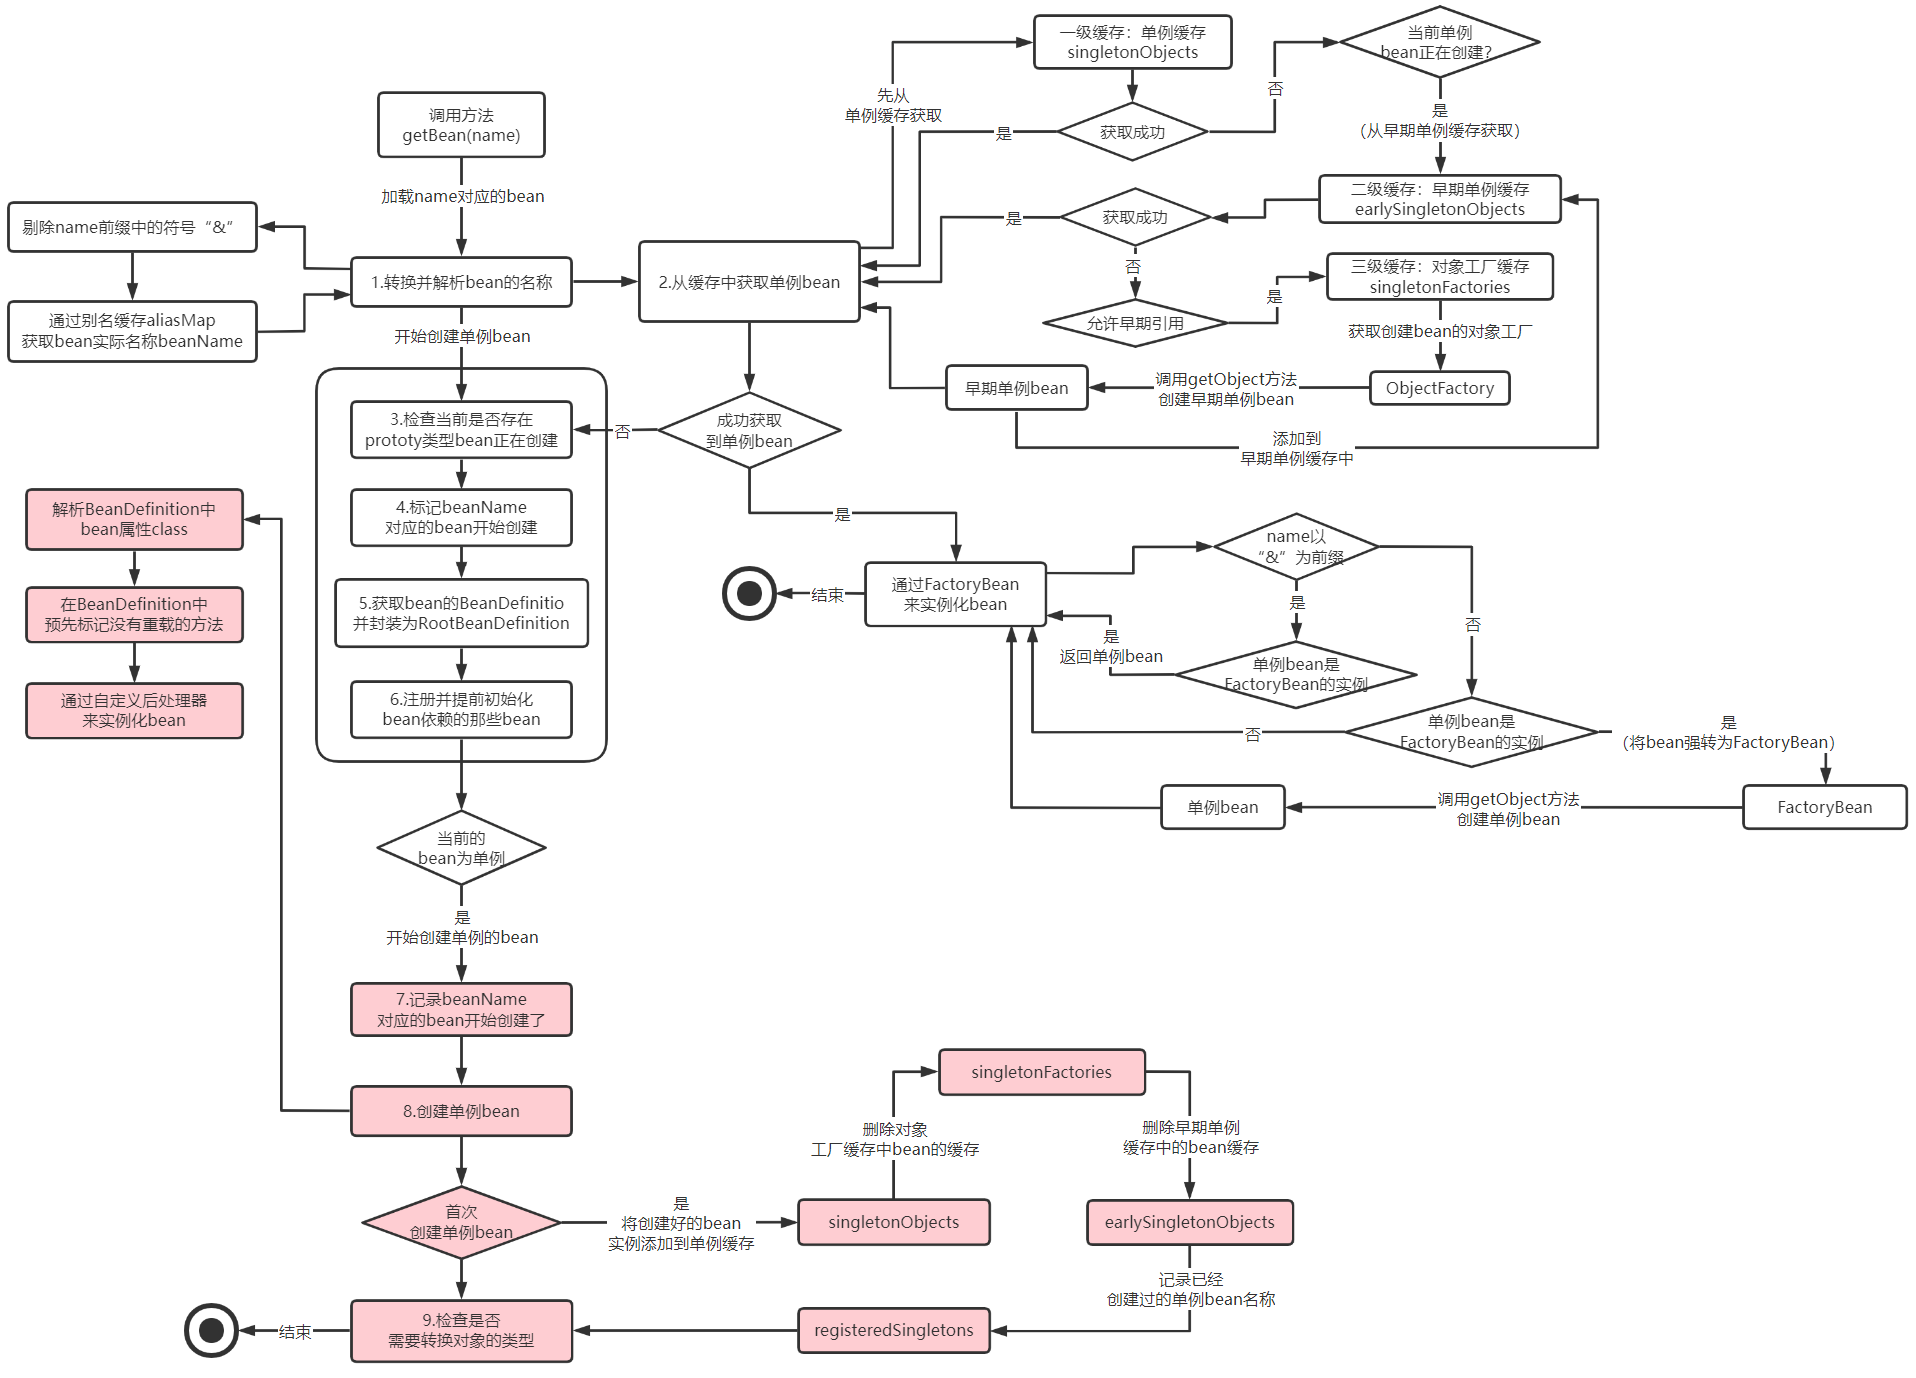 调用方法
getBean(name)
加载name对应的bean
剔除name前缀中的符号“&”
通过别名缓存aliasMap
获取bean实际名称beanName
1.转换并解析bean的名称
开始创建单例bean
2.从缓存中获取单例bean
先从
单例缓存获取
一级缓存：单例缓存
singletonObjects
获取成功
是
否
当前单例
bean正在创建？
是
（从早期单例缓存获取）
二级缓存：早期单例缓存
earlySingletonObjects
获取成功
是
否
允许早期引用
是
三级缓存：对象工厂缓存
singletonFactories
获取创建bean的对象工厂
ObjectFactory
调用getObject方法
创建早期单例bean
早期单例bean
添加到
早期单例缓存中
成功获取
到单例bean
否
是
3.检查当前是否存在
prototy类型bean正在创建
4.标记beanName
对应的bean开始创建
5.获取bean的BeanDefinitio
并封装为RootBeanDefinition
6.注册并提前初始化
bean依赖的那些bean
解析BeanDefinition中
bean属性class
在BeanDefinition中
预先标记没有重载的方法
通过自定义后处理器
来实例化bean
通过FactoryBean
来实例化bean
结束
name以
“&”为前缀
是
否
单例bean是
FactoryBean的实例
是
返回单例bean
单例bean是
FactoryBean的实例
否
是
（将bean强转为FactoryBean）
FactoryBean
调用getObject方法
创建单例bean
单例bean
当前的
bean为单例
是
开始创建单例的bean
7.记录beanName
对应的bean开始创建了
8.创建单例bean
首次
创建单例bean
是
将创建好的bean
实例添加到单例缓存
singletonObjects
删除对象
工厂缓存中bean的缓存
singletonFactories
删除早期单例
缓存中的bean缓存
earlySingletonObjects
记录已经
创建过的单例bean名称
registeredSingletons
9.检查是否
需要转换对象的类型
结束